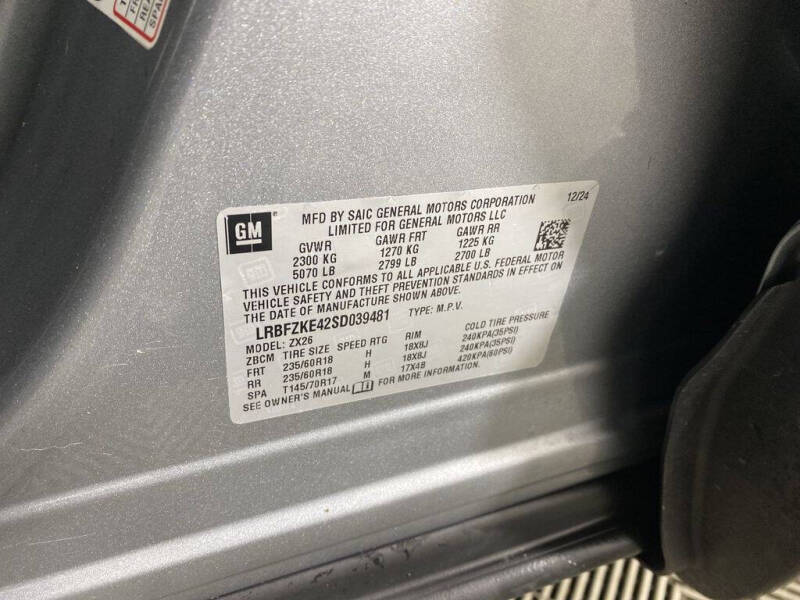 SPA
GM
MFD BY SAIC GENERAL MOTORS CORPORATION 12/24
LIMITED FOR GENERAL MOTORS LLC
GVWR GAWR FRT GAWR RR
2300 KG 1270 KG 1225 KG
5070 LB 2799 LB 2700 LB
THIS VEHICLE CONFORMS TO ALL APPLICABLE U.S. FEDERAL MOTOR
VEHICLE SAFETY AND THEFT PREVENTION STANDARDS IN EFFECT ON
THE DATE OF MANUFACTURE SHOWN ABOVE.
LRBFZKE42SD039481 TYPE: M.P.V.
MODEL: ZX26
ZBCM TIRE SIZE SPEED RTG RIM COLD TIRE PRESSURE
FRT 235/60R18 H 18X8J 240KPA(35PSI)
RR 235/60R18 H 18X8J 240KPA(35PSI)
SPA T145/70R17 M 17X4B 420KPA(60PSI)
SEE OWNER'S MANUAL FOR MORE INFORMATION.